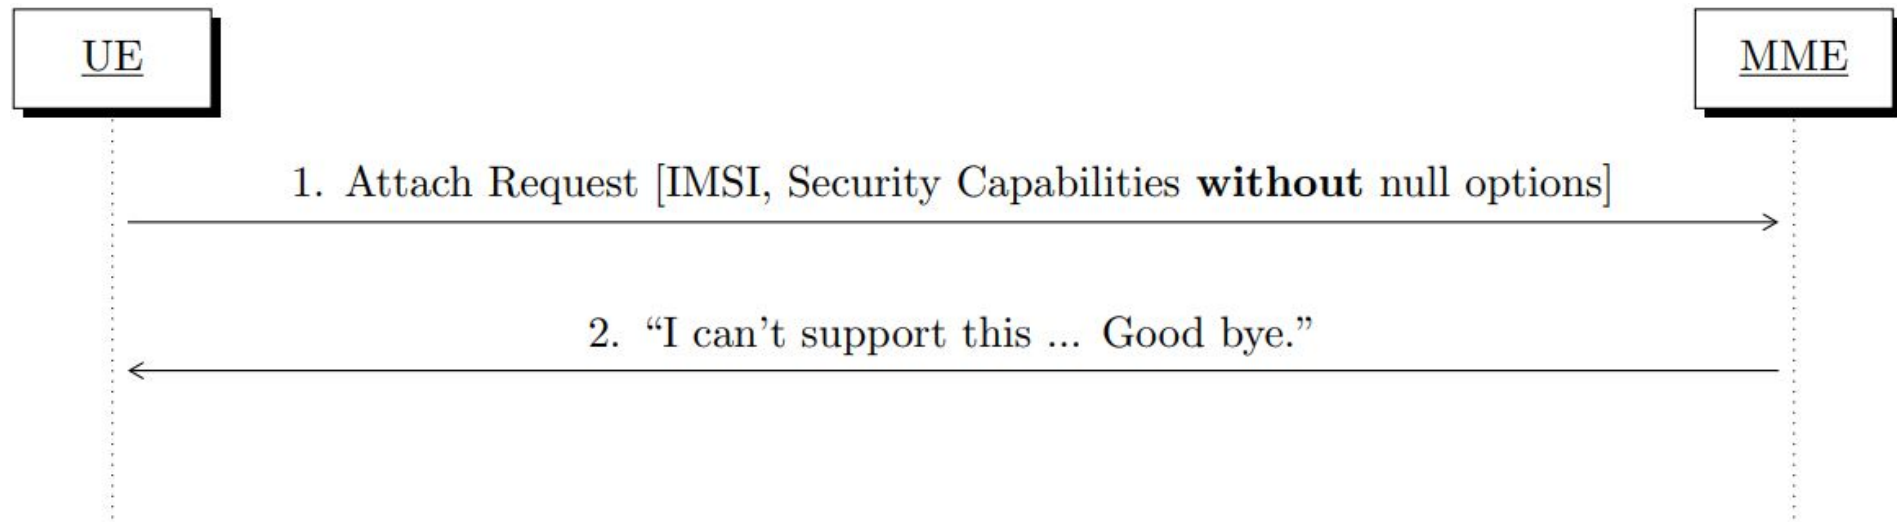 UE
MME
1. Attach Request [IMSI, Security Capabilities without null options]
2. “I can’t support this ... Good bye.”